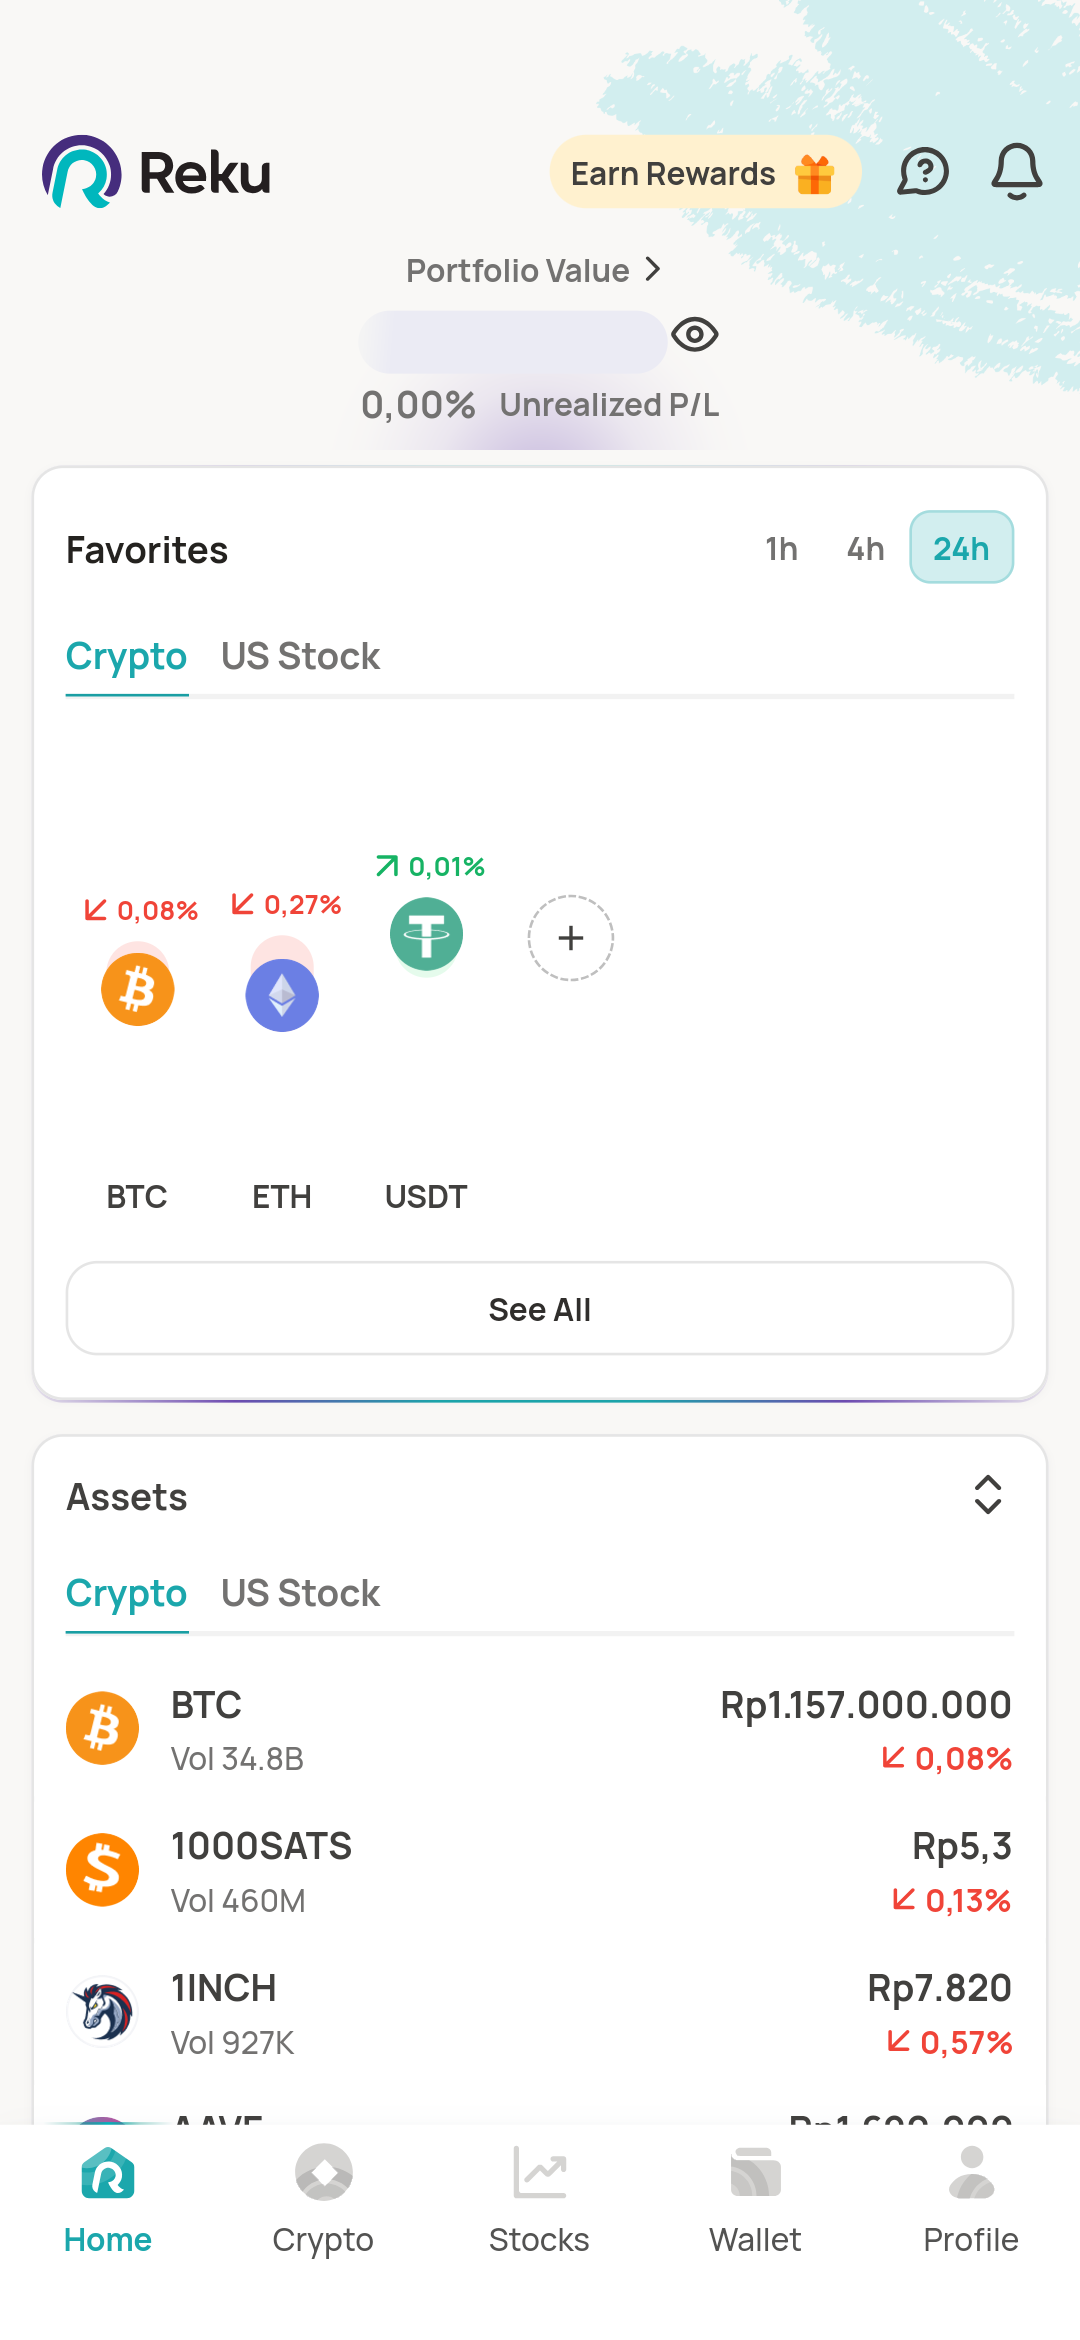 Reku
Earn Rewards
Portfolio Value
0,00% Unrealized P/L
Favorites
1h 4h 24h
Crypto US Stock
0,08% 0,27% 0,01%
BTC ETH USDT
See All
Assets
Crypto US Stock
BTC Rp1.157.000.000
Vol 34.8B 0,08%
1000SATS Rp5,3
Vol 460M 0,13%
1INCH Rp7.820
Vol 927K 0,57%
AAVE
Home Crypto Stocks Wallet Profile